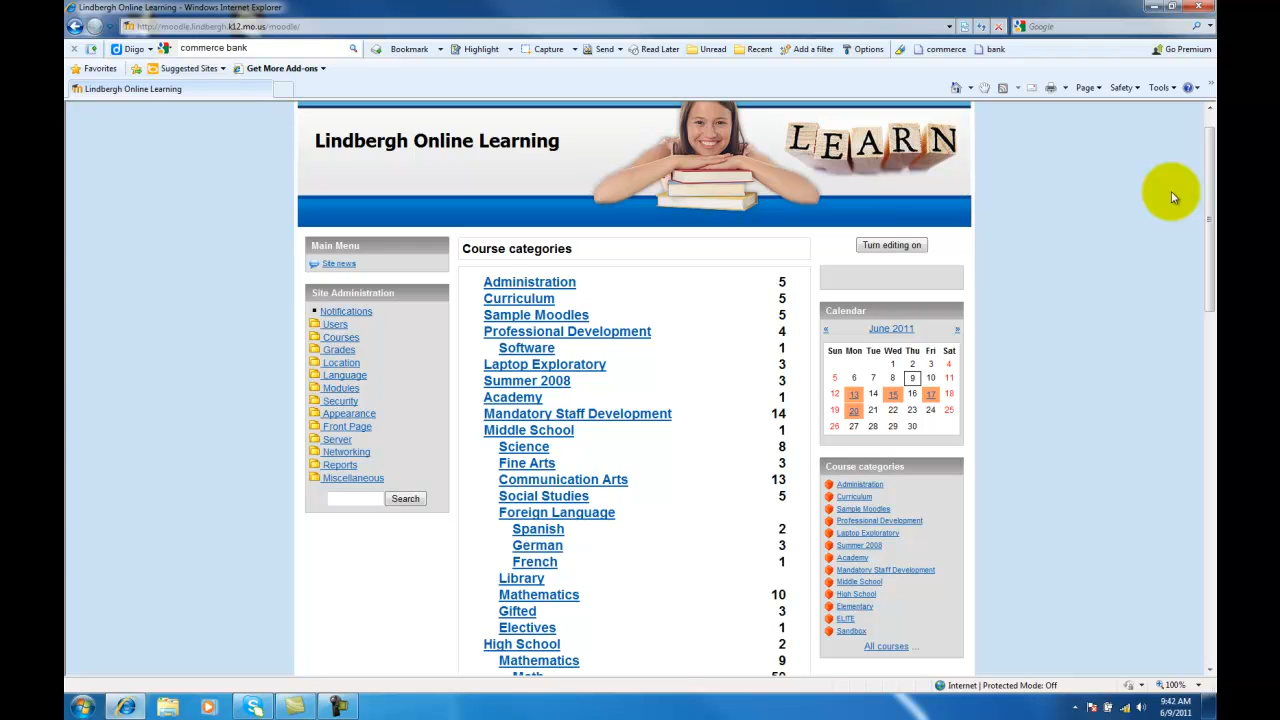 Lindbergh Online Learning - Windows Internet Explorer
http://moodle.lindbergh.k12.mo.us/moodle/
Google
Diigo
commerce bank
Bookmark
Highlight
Capture
Send
Read Later
Unread
Recent
Add a filter
Options
commerce
bank
Go Premium
Favorites
Suggested Sites
Get More Add-ons
Lindbergh Online Learning
Page
Safety
Tools
Lindbergh Online Learning
LEARN
Main Menu
Site news
Site Administration
Notifications
Users
Courses
Grades
Location
Language
Modules
Security
Appearance
Front Page
Server
Networking
Reports
Miscellaneous
Search
Course categories
Administration 5
Curriculum 5
Sample Moodles 5
Professional Development 4
Software 1
Laptop Exploratory 3
Summer 2008 3
Academy 1
Mandatory Staff Development 14
Middle School 1
Science 8
Fine Arts 3
Communication Arts 13
Social Studies 5
Foreign Language
Spanish 2
German 3
French 1
Library
Mathematics 10
Gifted 3
Electives 1
High School 2
Mathematics 9
Turn editing on
Calendar
« June 2011 »
Sun Mon Tue Wed Thu Fri Sat
1 2 3 4
5 6 7 8 9 10 11
12 13 14 15 16 17 18
19 20 21 22 23 24 25
26 27 28 29 30
Course categories
Administration
Curriculum
Sample Moodles
Professional Development
Laptop Exploratory
Summer 2008
Academy
Mandatory Staff Development
Middle School
High School
Elementary
ELITE
Sandbox
All courses ...
Internet | Protected Mode: Off
100%
9:42 AM
6/9/2011